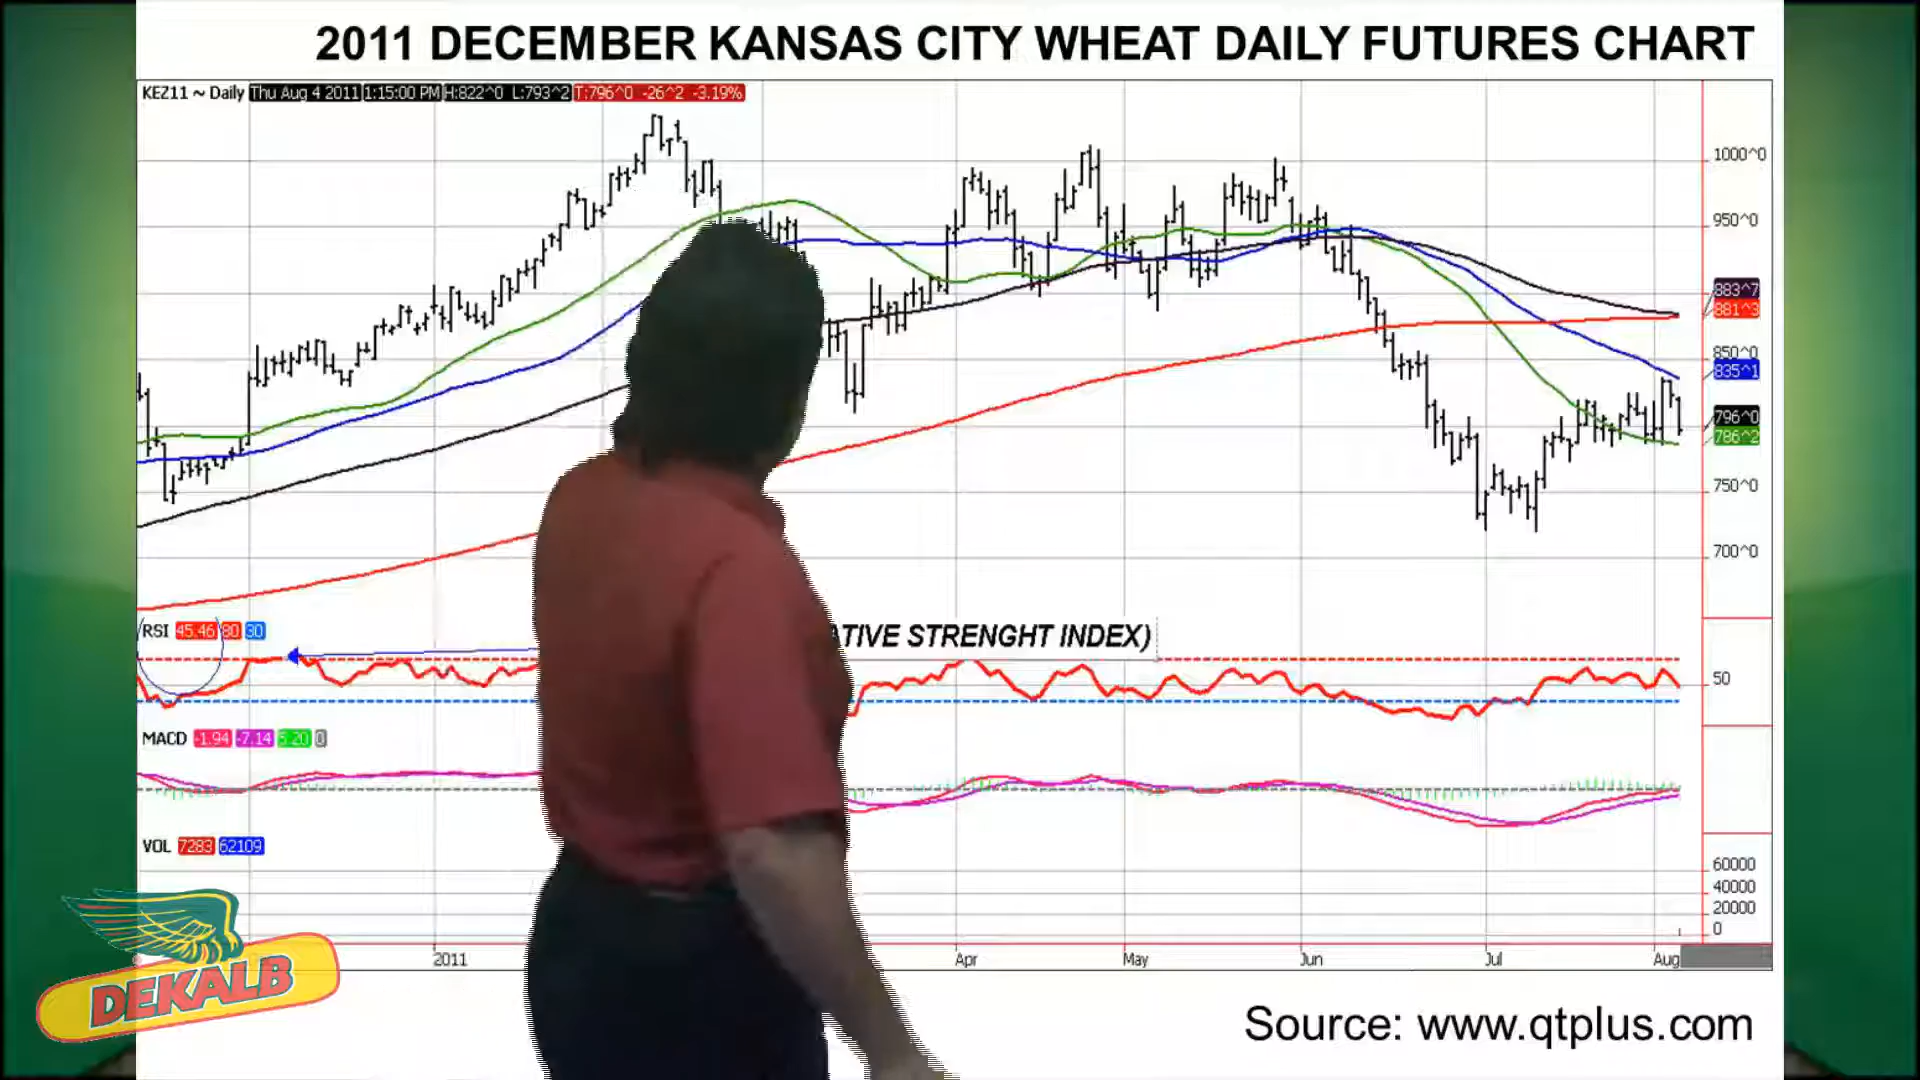 2011 DECEMBER KANSAS CITY WHEAT DAILY FUTURES CHART
KEZ11 ~ Daily Thu Aug 4 2011 1:15:00 PM H:822^0 L:793^2 T:796^0 -26^2 -3.19%
1000^0
950^0
883^7
881^3
850^0
835^1
796^0
786^2
750^0
700^0
RSI 45.46 80 30
ATIVE STRENGHT INDEX)
50
MACD -1.94 -7.14 5.20 0
VOL 7283 62109
60000
40000
20000
0
2011 Apr May Jun Jul Aug
DEKALB
Source: www.qtplus.com